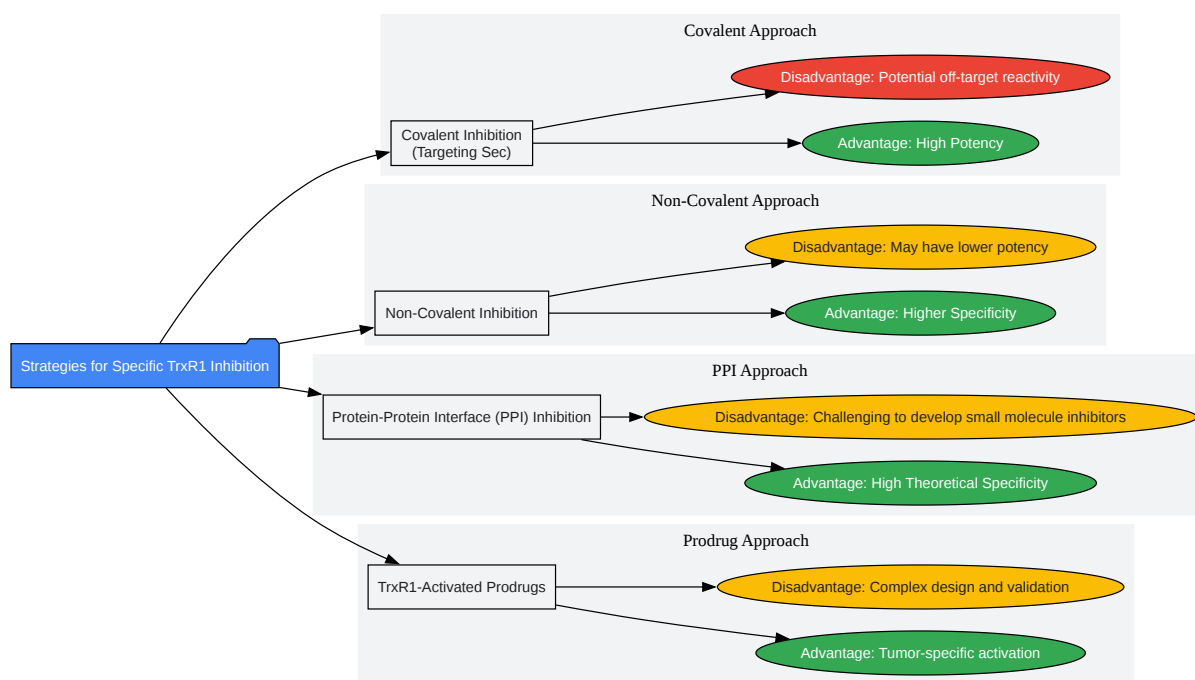 Covalent Approach
Disadvantage: Potential off-target reactivity
Covalent Inhibition
(Targeting Sec)
Advantage: High Potency
Non-Covalent Approach
Disadvantage: May have lower potency
Non-Covalent Inhibition
Advantage: Higher Specificity
Strategies for Specific TrxR1 Inhibition
PPI Approach
Protein-Protein Interface (PPI) Inhibition
Disadvantage: Challenging to develop small molecule inhibitors
Advantage: High Theoretical Specificity
Prodrug Approach
TrxR1-Activated Prodrugs
Disadvantage: Complex design and validation
Advantage: Tumor-specific activation